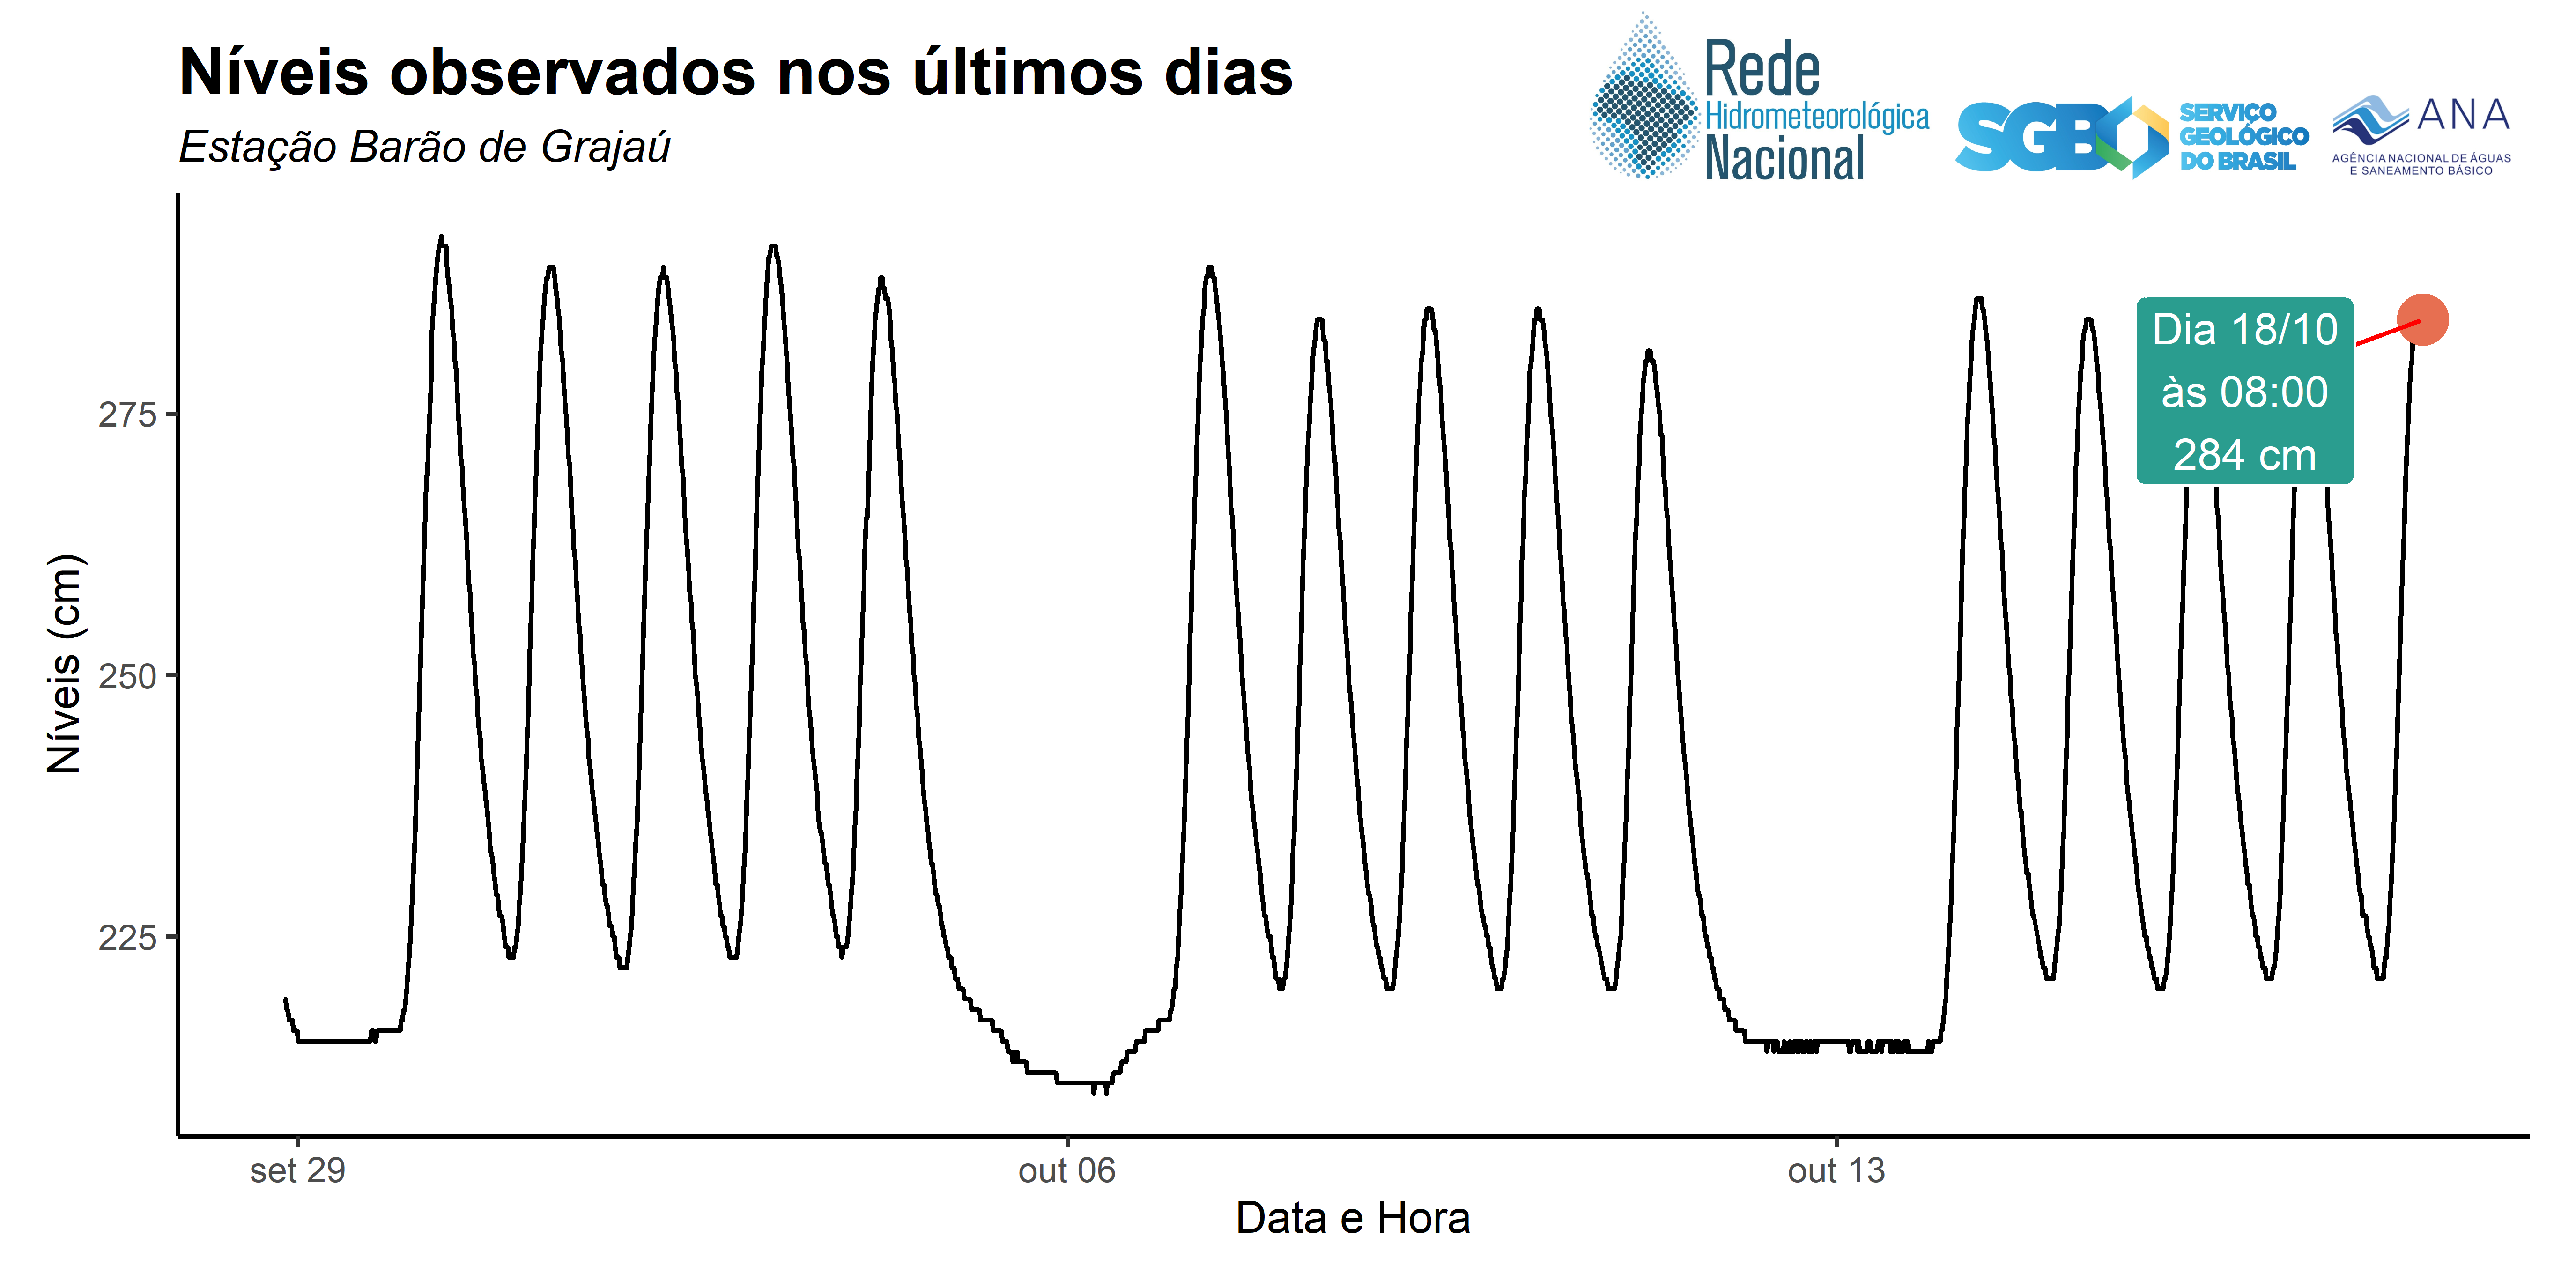 Níveis observados nos últimos dias
Estação Barão de Grajaú
Rede
Hidrometeorológica
Nacional
SGB
SERVIÇO
GEOLÓGICO
DO BRASIL
ANA
AGÊNCIA NACIONAL DE ÁGUAS
E SANEAMENTO BÁSICO
Dia 18/10
às 08:00
284 cm
Níveis (cm)
275
250
225
set 29
out 06
out 13
Data e Hora